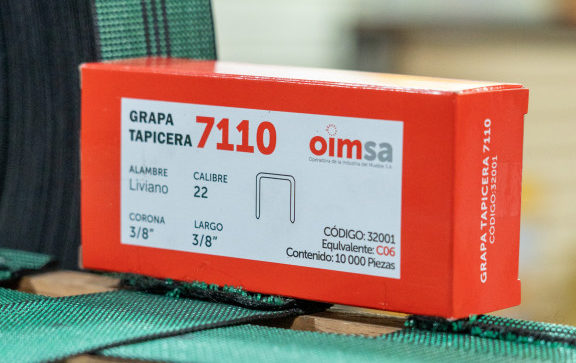 GRAPA
TAPICERA 7110
oimsa
Operadora de la Industria del Mueble S.A.
ALAMBRE
Liviano
CALIBRE
22
CORONA
3/8"
LARGO
3/8"
CÓDIGO: 32001
Equivalente: C06
Contenido: 10 000 Piezas
GRAPA TAPICERA 7110
CÓDIGO:32001